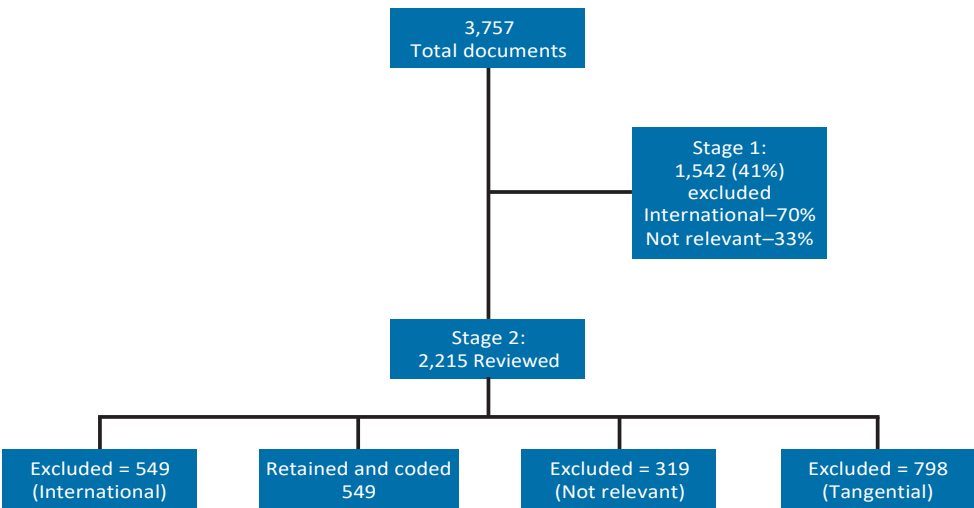 3,757
Total documents
Stage 1:
1,542 (41%)
excluded
International–70%
Not relevant–33%
Stage 2:
2,215 Reviewed
Excluded = 549
(International)
Retained and coded
549
Excluded = 319
(Not relevant)
Excluded = 798
(Tangential)